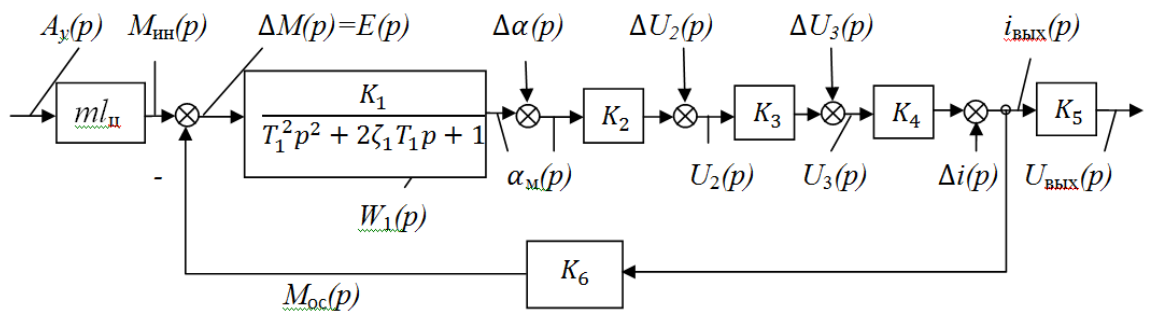 Aᵧ(p) Mин(p) ΔM(p)=E(p) Δα(p) ΔU₂(p) ΔU₃(p) iвых(p)
mlц K₁ / (T₁²p² + 2ζ₁T₁p + 1) K₂ K₃ K₄ K₅
- αм(p) U₂(p) U₃(p) Δi(p) Uвых(p)
W₁(p)
K₆
Mос(p)